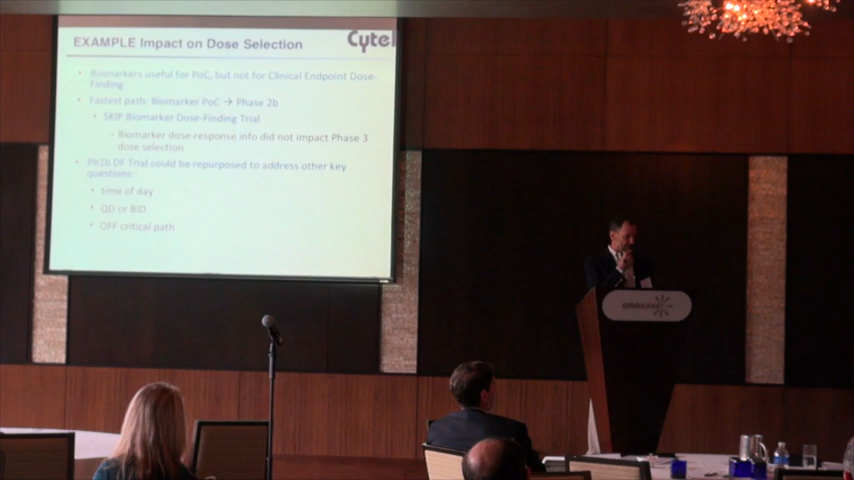 EXAMPLE Impact on Dose Selection
Cytel
• Biomarkers useful for PoC, but not for Clinical Endpoint Dose-
Finding
• Fastest path: Biomarker PoC → Phase 2b
• SKIP Biomarker Dose-Finding Trial
– Biomarker dose-response info did not impact Phase 3
dose selection
• Ph1b DF Trial could be repurposed to address other key
questions:
• time of day
• QD or BID
• OFF critical path